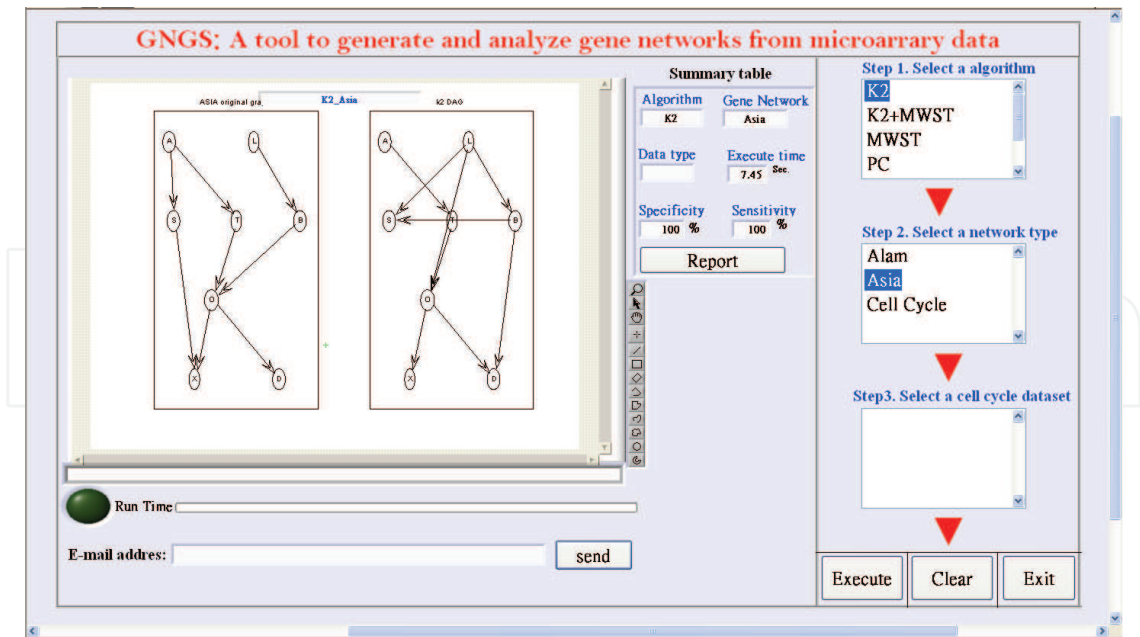 GNGS: A tool to generate and analyze gene networks from microarrary data
ASIA original gra
K2_Asia
k2 DAG
A
L
S
T
B
O
X
D
A
L
S
T
B
O
X
D
Summary table
Algorithm
Gene Network
K2
Asia
Data type
Execute time
7.45 Sec.
Specificity
Sensitivity
100 %
100 %
Report
Run Time
E-mail addres:
send
Step 1. Select a algorithm
K2
K2+MWST
MWST
PC
Step 2. Select a network type
Alam
Asia
Cell Cycle
Step3. Select a cell cycle dataset
Execute
Clear
Exit